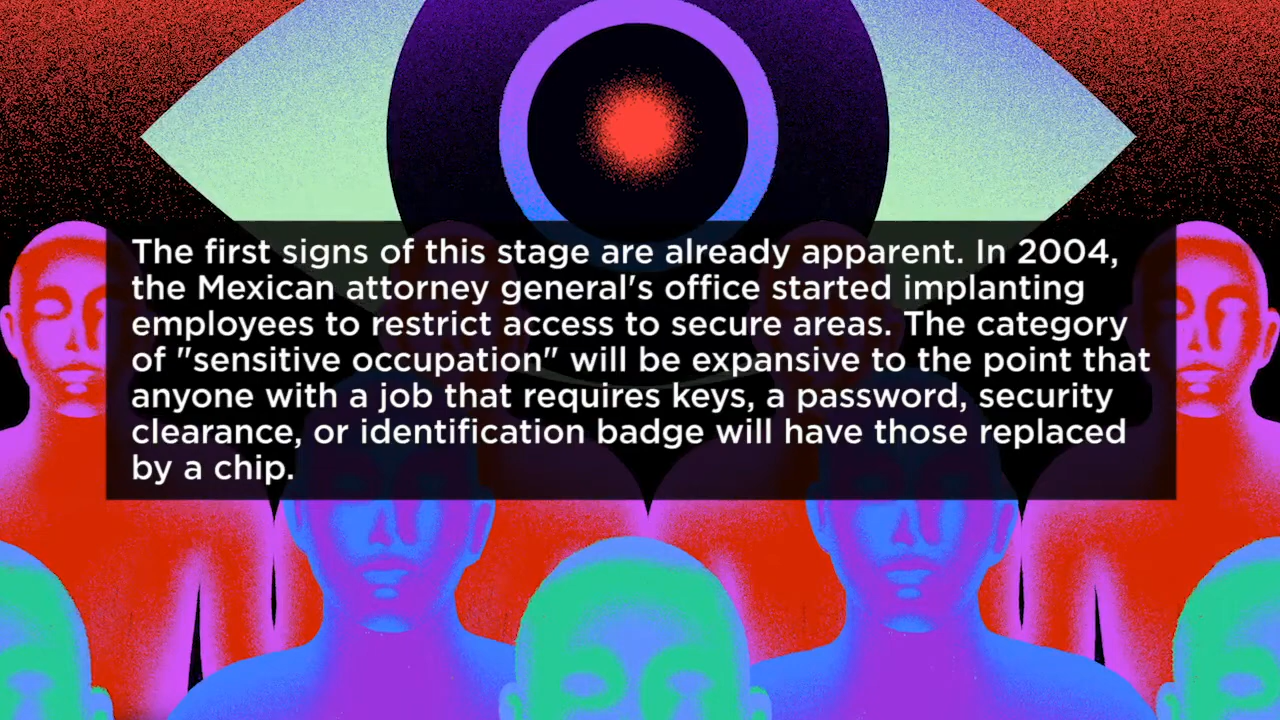 The first signs of this stage are already apparent. In 2004,
the Mexican attorney general's office started implanting
employees to restrict access to secure areas. The category
of "sensitive occupation" will be expansive to the point that
anyone with a job that requires keys, a password, security
clearance, or identification badge will have those replaced
by a chip.